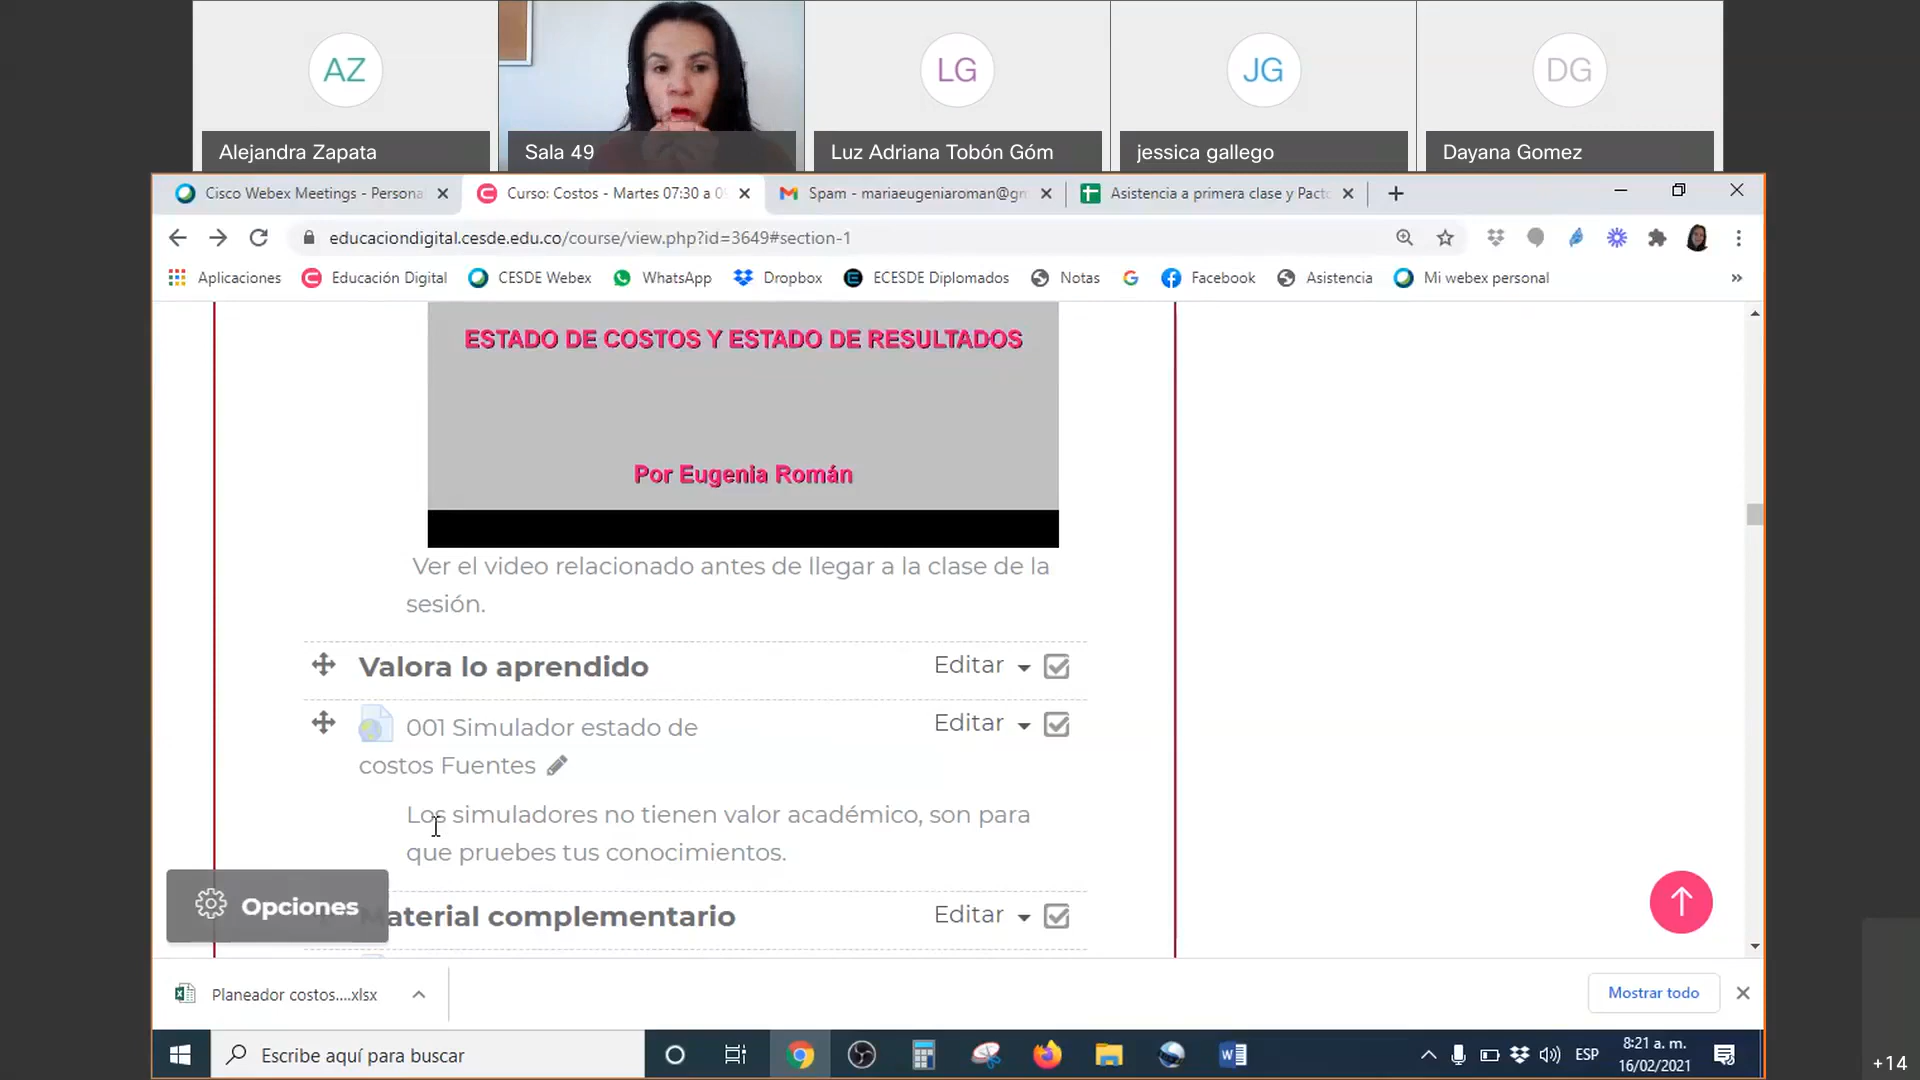 AZ
LG
JG
DG
Alejandra Zapata
Sala 49
Luz Adriana Tobón Góm
jessica gallego
Dayana Gomez
Cisco Webex Meetings - Persona
Curso: Costos - Martes 07:30 a 0
Spam - mariaeugeniaroman@gm
Asistencia a primera clase y Pacto
educaciondigital.cesde.edu.co/course/view.php?id=3649#section-1
Aplicaciones
Educación Digital
CESDE Webex
WhatsApp
Dropbox
ECESDE Diplomados
Notas
Facebook
Asistencia
Mi webex personal
»
ESTADO DE COSTOS Y ESTADO DE RESULTADOS
Por Eugenia Román
Ver el video relacionado antes de llegar a la clase de la
sesión.
Valora lo aprendido
Editar
001 Simulador estado de
costos Fuentes
Editar
Los simuladores no tienen valor académico, son para
que pruebes tus conocimientos.
Opciones
aterial complementario
Editar
Planeador costos....xlsx
Mostrar todo
Escribe aquí para buscar
ESP
8:21 a. m.
16/02/2021
+14